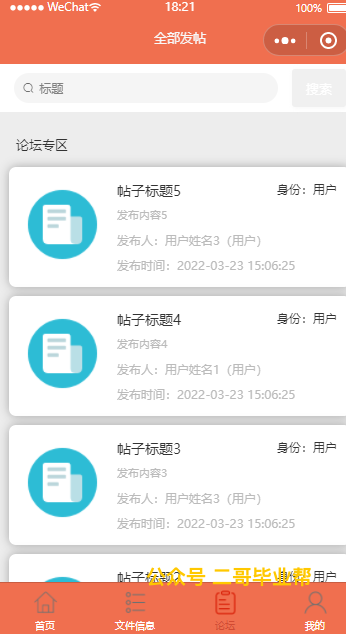 WeChat 18:21 100%
全部发帖
标题 搜索
论坛专区
帖子标题5 身份：用户
发布内容5
发布人：用户姓名3（用户）
发布时间：2022-03-23 15:06:25
帖子标题4 身份：用户
发布内容4
发布人：用户姓名1（用户）
发布时间：2022-03-23 15:06:25
帖子标题3 身份：用户
发布内容3
发布人：用户姓名3（用户）
发布时间：2022-03-23 15:06:25
帖子标题2 身份：用户
公众号 二哥毕业帮
首页 文件信息 论坛 我的